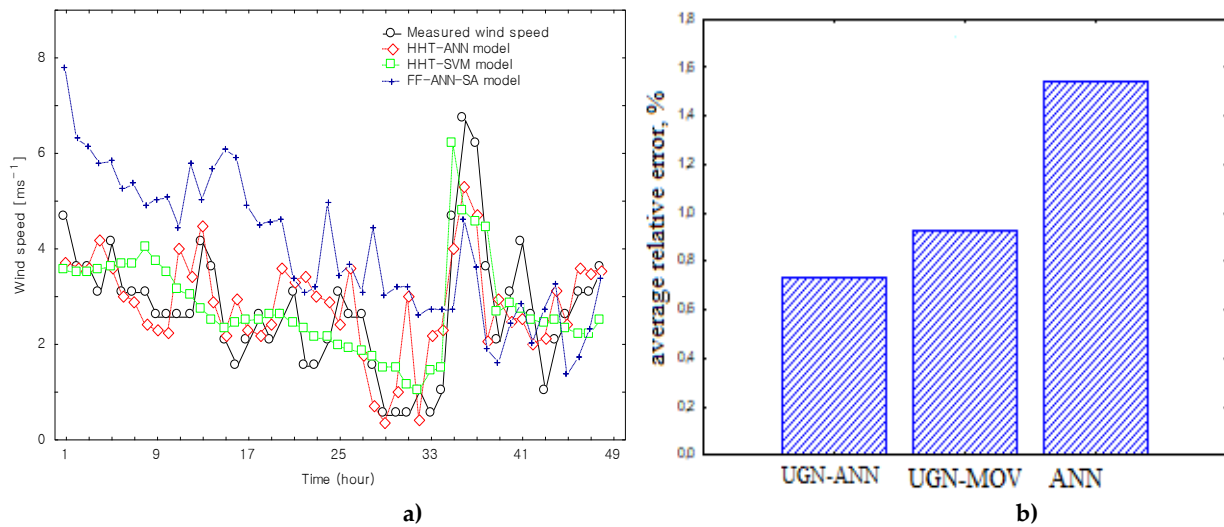 Measured wind speed
HHT-ANN model
HHT-SVM model
FF-ANN-SA model
Wind speed [ms⁻¹]
8
6
4
2
0
1 9 17 25 33 41 49
Time (hour)
a)
average relative error, %
1,8
1,6
1,4
1,2
1,0
0,8
0,6
0,4
0,2
0,0
UGN-ANN UGN-MOV ANN
b)